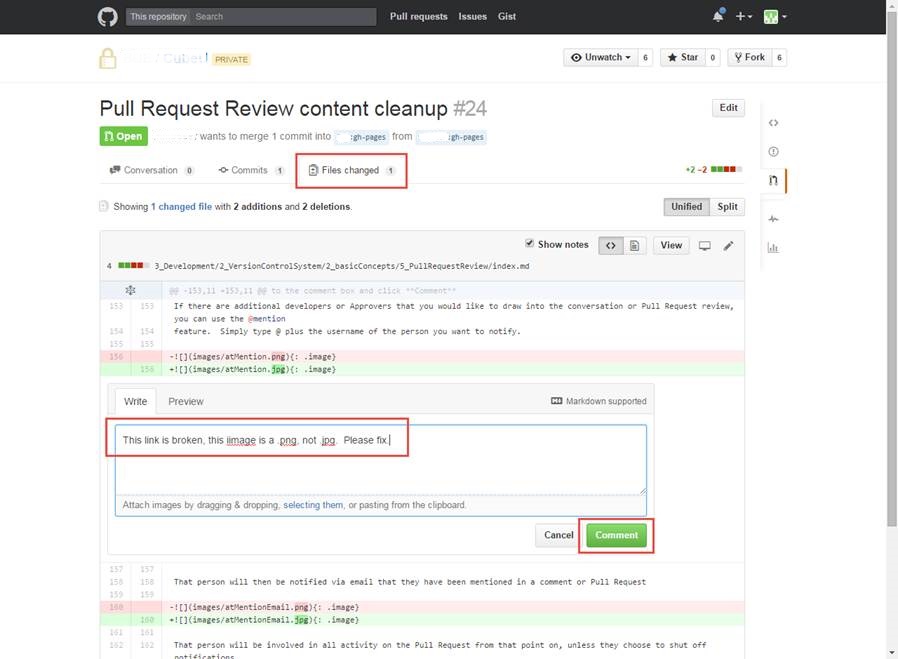 This repository Search Pull requests Issues Gist
PRIVATE
Unwatch 6 Star 0 Fork 6
Pull Request Review content cleanup #24 Edit
Open wants to merge 1 commit into :gh-pages from :gh-pages
Conversation 0 Commits 1 Files changed 1 +2 −2
Showing 1 changed file with 2 additions and 2 deletions. Unified Split
Show notes View
4 3_Development/2_VersionControlSystem/2_basicConcepts/5_PullRequestReview/index.md
@@ -153,11 +153,11 @@ to the comment box and click **Comment**
153 153 If there are additional developers or Approvers that you would like to draw into the conversation or Pull Request review,
you can use the @mention
154 154 feature. Simply type @ plus the username of the person you want to notify.
155 155
156 -![](images/atMention.png){: .image}
156 +![](images/atMention.jpg){: .image}
Write Preview Markdown supported
This link is broken, this iimage is a .png, not .jpg. Please fix.
Attach images by dragging & dropping, selecting them, or pasting from the clipboard.
Cancel Comment
157 157
158 158 That person will then be notified via email that they have been mentioned in a comment or Pull Request
159 159
160 -![](images/atMentionEmail.png){: .image}
160 +![](images/atMentionEmail.jpg){: .image}
161 161
162 162 That person will be involved in all activity on the Pull Request from that point on, unless they choose to shut off
notifications